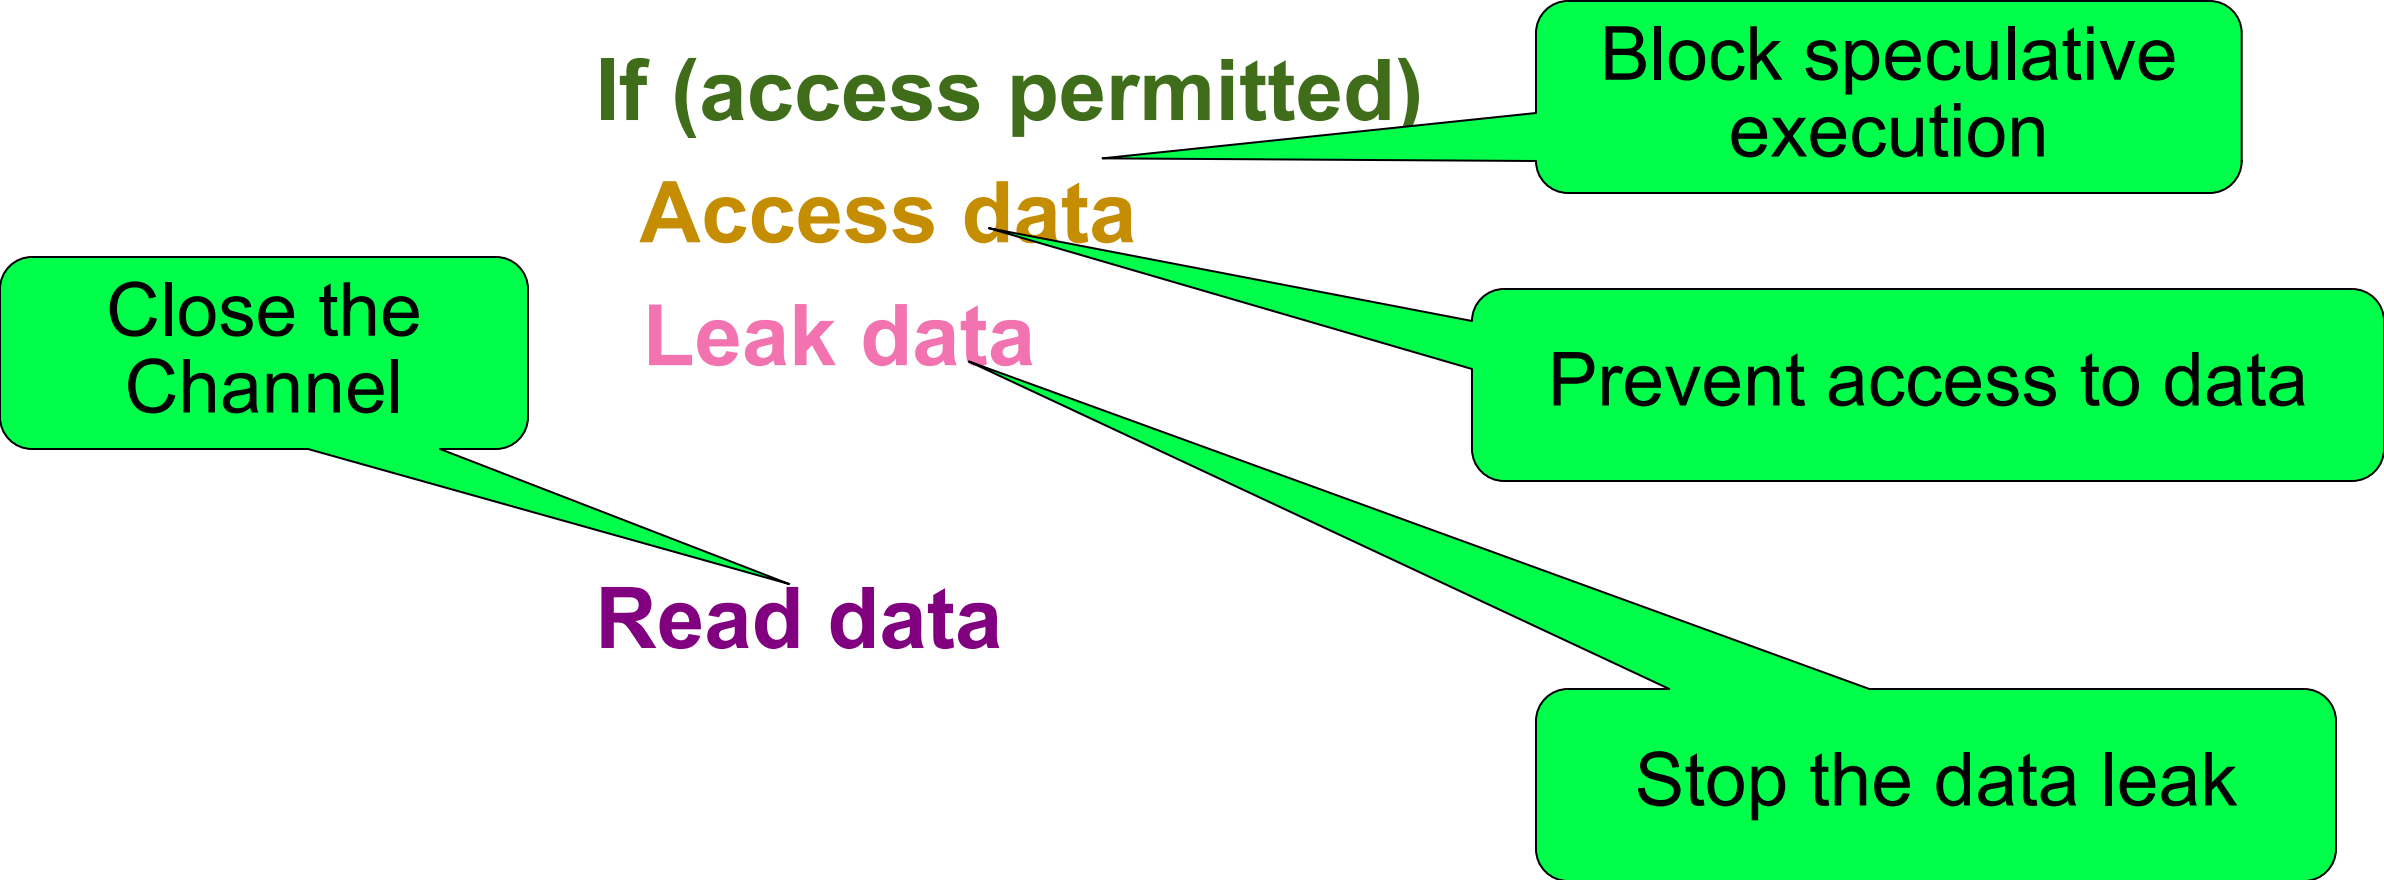 If (access permitted)
Block speculative
execution
Access data
Close the
Channel
Leak data
Prevent access to data
Read data
Stop the data leak